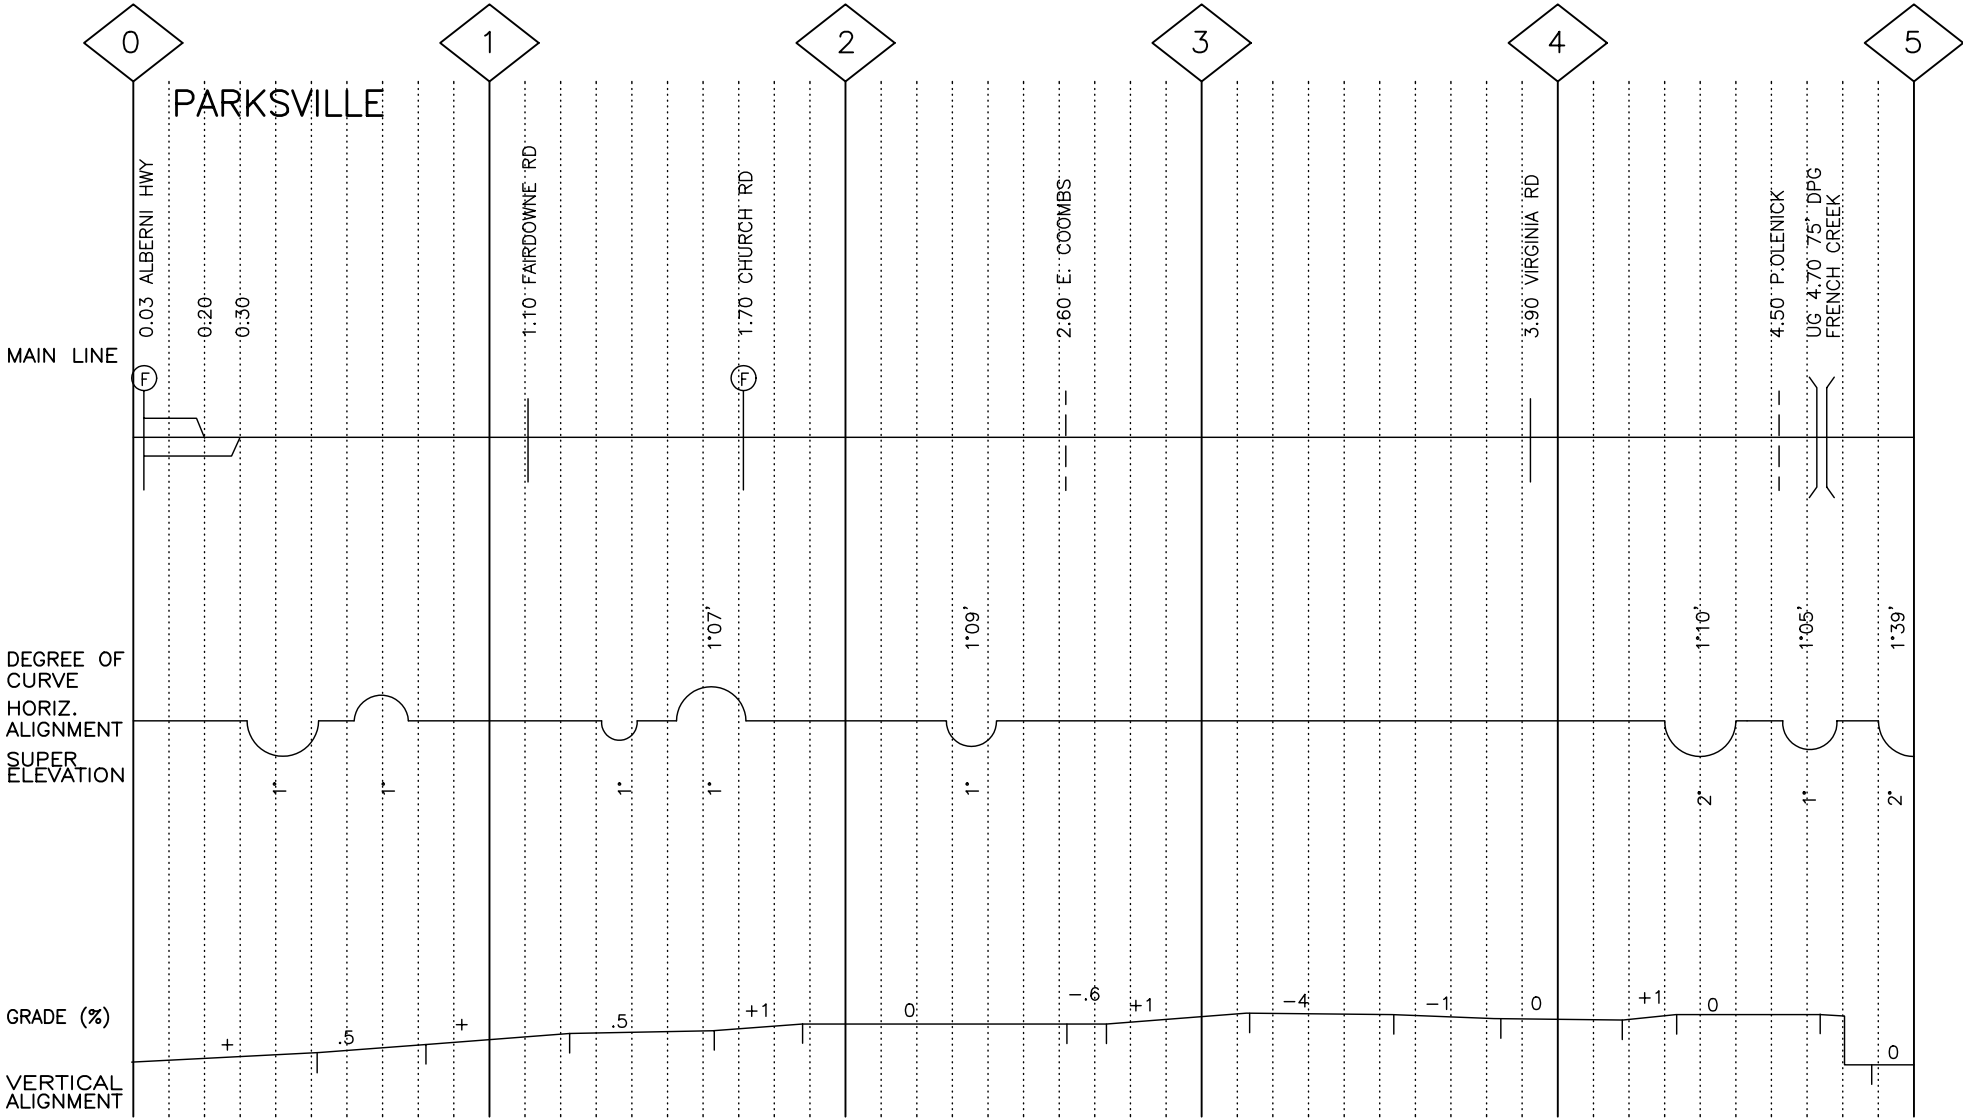 0 1 2 3 4 5
PARKSVILLE
0.03 ALBERNI HWY
0.20
0.30
1.10 FAIRDOWNE RD
1.70 CHURCH RD
2.60 E. COOMBS
3.90 VIRGINIA RD
4.50 P.OLENICK
UG 4.70 75' DPG
FRENCH CREEK
MAIN LINE
F F
1°07' 1°09' 1°10' 1°05' 1°39'
DEGREE OF
CURVE
HORIZ.
ALIGNMENT
SUPER
ELEVATION
1° 1° 1° 1° 1° 2° 1° 2°
GRADE (%)
+ .5 + .5 +1 0 -.6 +1 -4 -1 0 +1 0 0
VERTICAL
ALIGNMENT